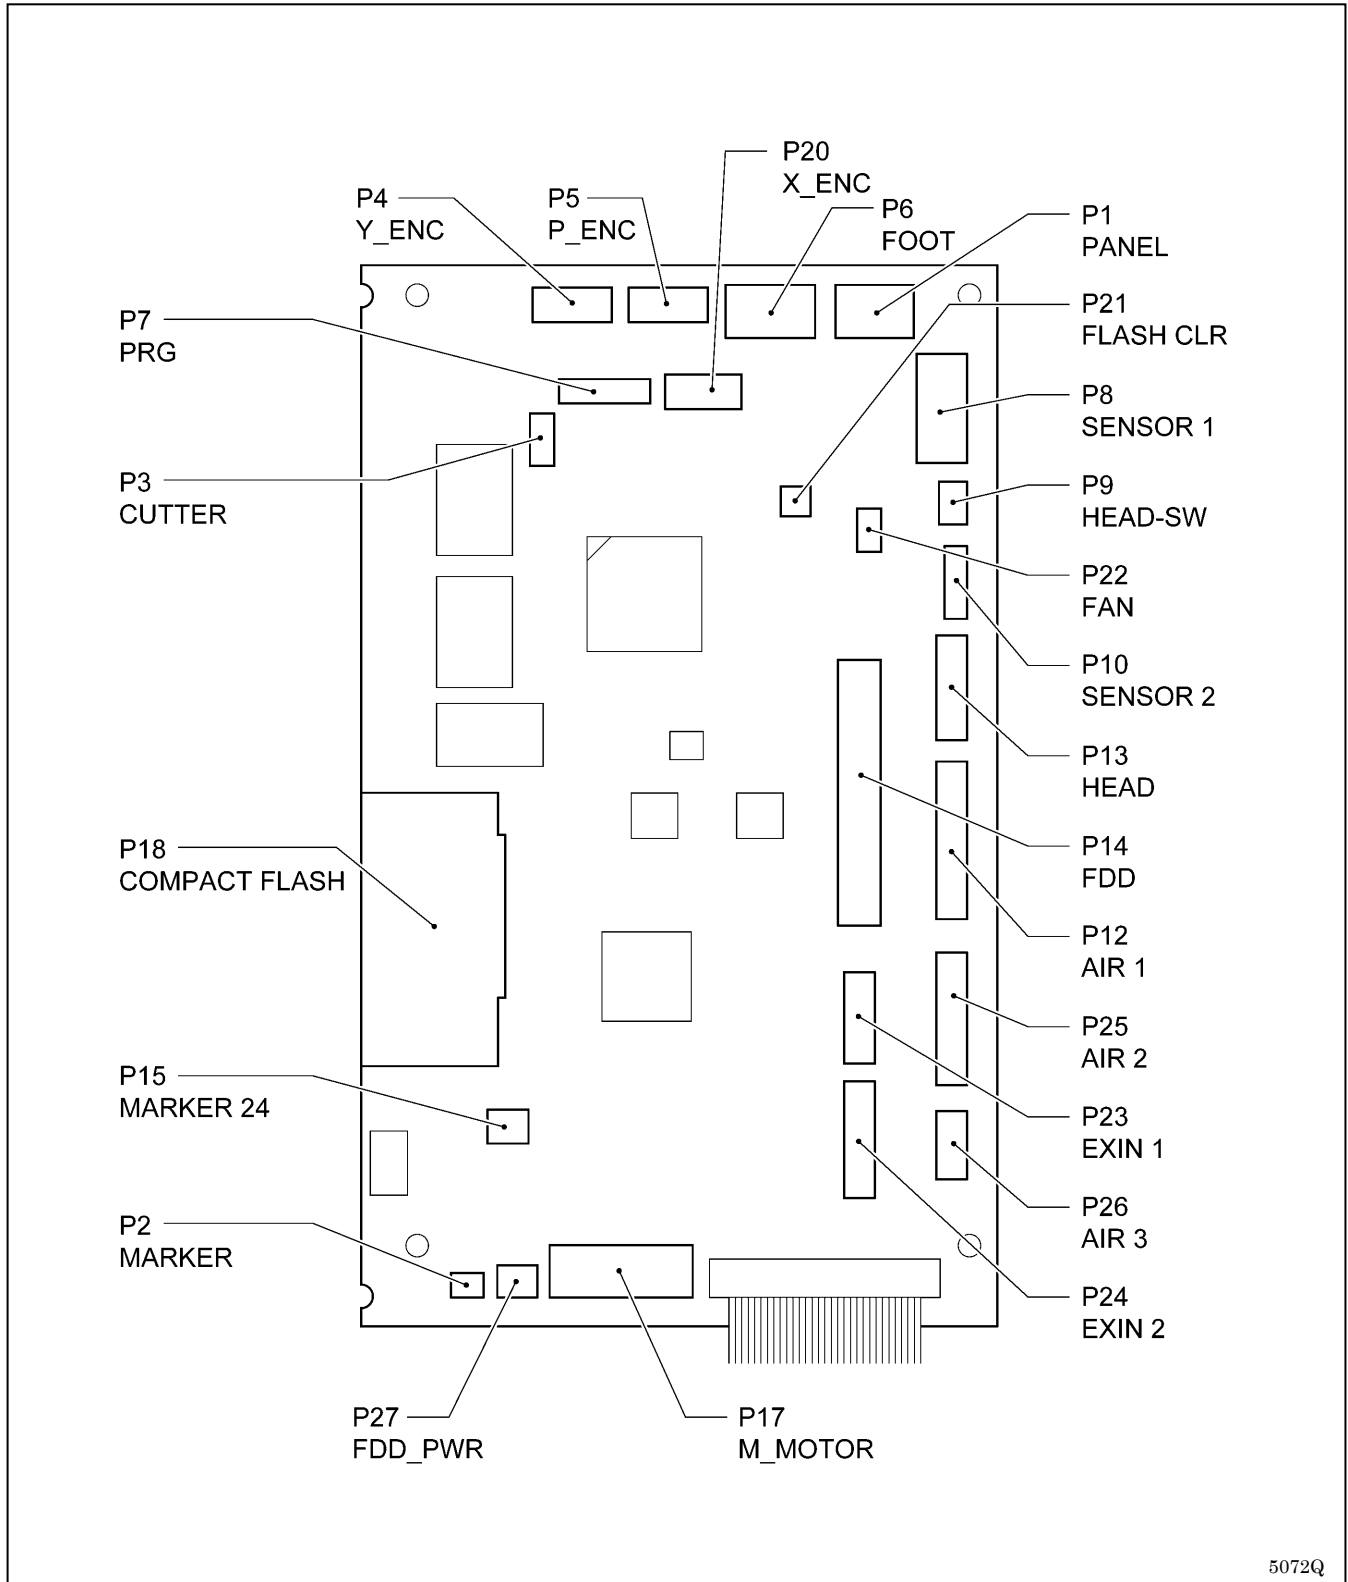 P20
X_ENC
P4
Y_ENC
P5
P_ENC
P6
FOOT
P1
PANEL
P7
PRG
P21
FLASH CLR
P8
SENSOR 1
P3
CUTTER
P9
HEAD-SW
P22
FAN
P10
SENSOR 2
P13
HEAD
P18
COMPACT FLASH
P14
FDD
P12
AIR 1
P25
AIR 2
P15
MARKER 24
P23
EXIN 1
P26
AIR 3
P2
MARKER
P24
EXIN 2
P27
FDD_PWR
P17
M_MOTOR
5072Q